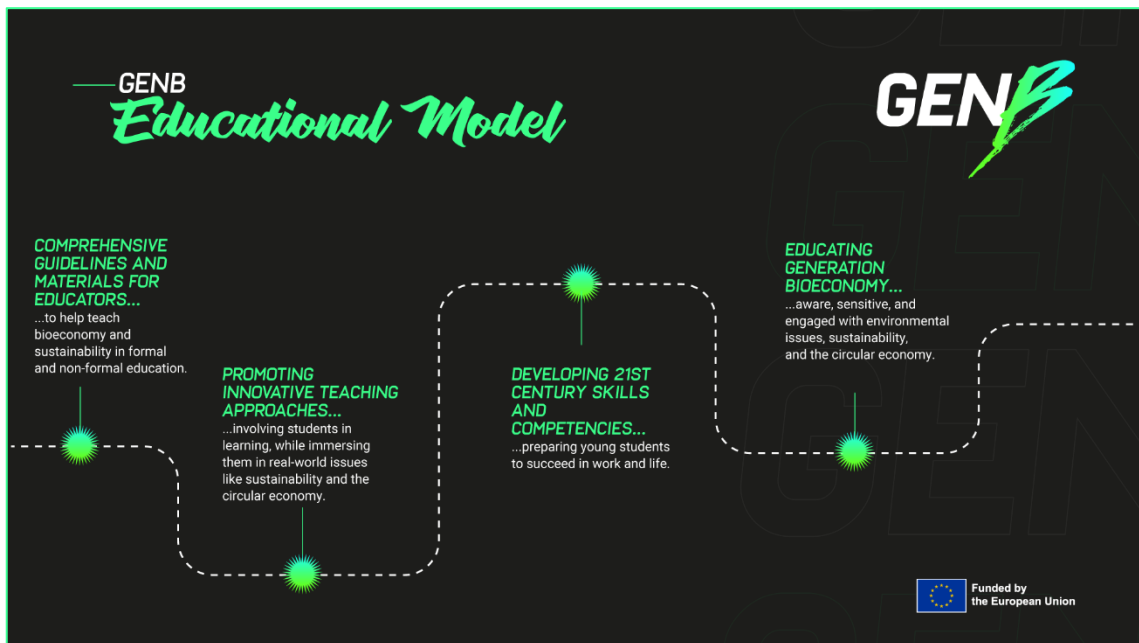 GENB
Educational Model
GENB
COMPREHENSIVE
GUIDELINES AND
MATERIALS FOR
EDUCATORS...
...to help teach
bioeconomy and
sustainability in formal
and non-formal education.
PROMOTING
INNOVATIVE TEACHING
APPROACHES...
...involving students in
learning, while immersing
them in real-world issues
like sustainability and the
circular economy.
DEVELOPING 21ST
CENTURY SKILLS
AND
COMPETENCIES...
...preparing young students
to succeed in work and life.
EDUCATING
GENERATION
BIOECONOMY...
...aware, sensitive, and
engaged with environmental
issues, sustainability,
and the circular economy.
GEN
GEN
GEN
Funded by
the European Union